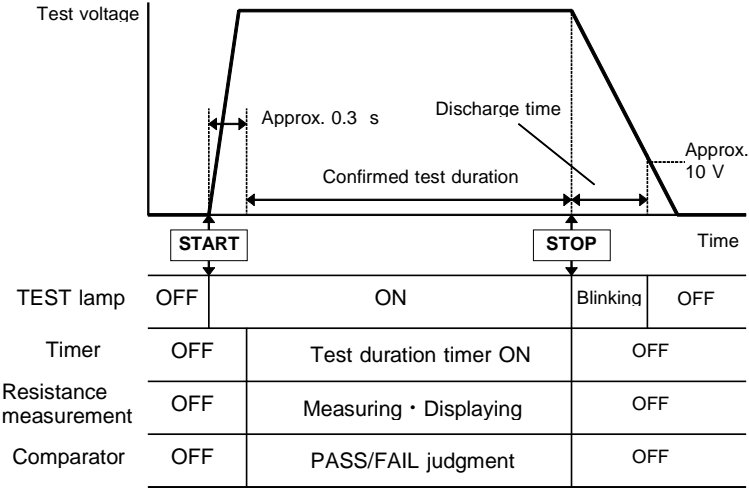 Test voltage
Approx. 0.3 s
Discharge time
Approx.
10 V
Confirmed test duration
START
STOP
Time
TEST lamp OFF ON Blinking OFF
Timer OFF Test duration timer ON OFF
Resistance
measurement OFF Measuring・Displaying OFF
Comparator OFF PASS/FAIL judgment OFF